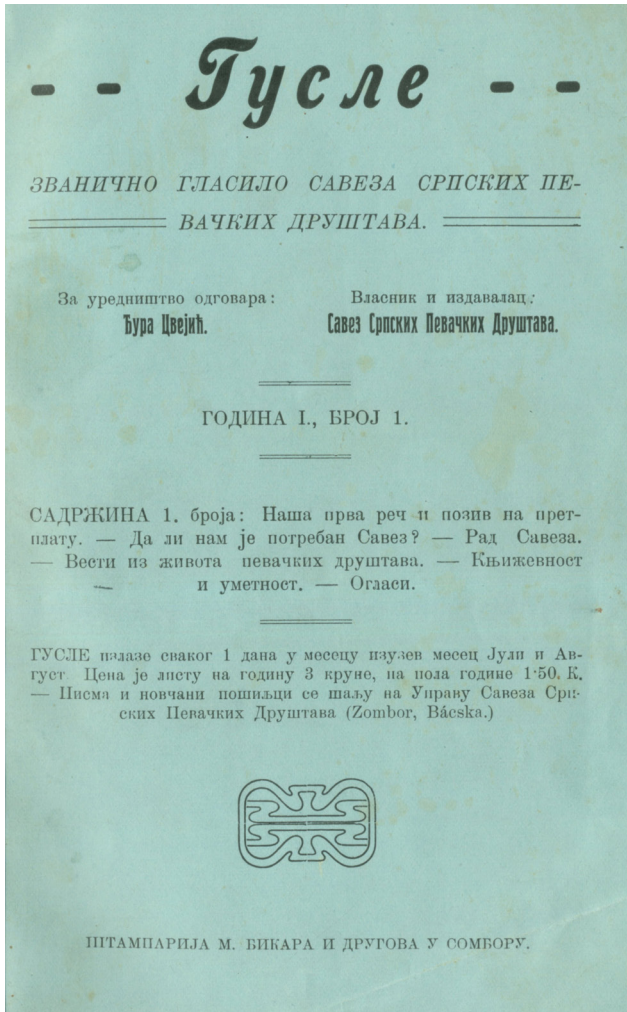 - - Гусле - -
ЗВАНИЧНО ГЛАСИЛО САВЕЗА СРПСКИХ ПЕ-
ВАЧКИХ ДРУШТАВА.
За уредништво одговара:
Ђура Цвејић.
Власник и издавалац:
Савез Српских Певачких Друштава.
ГОДИНА I., БРОЈ 1.
САДРЖИНА 1. броја: Наша прва реч и позив на прет-
плату. — Да ли нам је потребан Савез? — Рад Савеза.
— Вести из живота певачких друштава. — Књижевност
и уметност. — Огласи.
ГУСЛЕ излазе сваког 1 дана у месецу изузев месец Јули и Ав-
густ Цена је листу на годину 3 круне, на пола године 1·50. К.
— Писма и новчани пошиљци се шаљу на Управу Савеза Срп-
ских Певачких Друштава (Zombor, Bácska.)
ШТАМПАРИЈА М. БИКАРА И ДРУГОВА У СОМБОРУ.